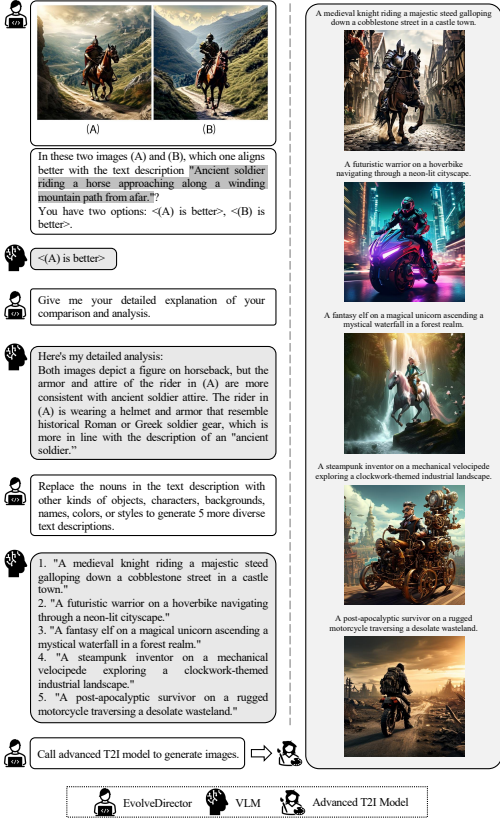 (A)
(B)
In these two images (A) and (B), which one aligns
better with the text description "Ancient soldier
riding a horse approaching along a winding
mountain path from afar."?
You have two options: <(A) is better>, <(B) is
better>.
<(A) is better>
Give me your detailed explanation of your
comparison and analysis.
Here's my detailed analysis:
Both images depict a figure on horseback, but the
armor and attire of the rider in (A) are more
consistent with ancient soldier attire. The rider
in (A) is wearing a helmet and armor that resemble
historical Roman or Greek soldier gear, which is
more in line with the description of an "ancient
soldier.”
Replace the nouns in the text description with
other kinds of objects, characters, backgrounds,
names, colors, or styles to generate 5 more diverse
text descriptions.
1. "A medieval knight riding a majestic steed
galloping down a cobblestone street in a castle
town."
2. "A futuristic warrior on a hoverbike navigating
through a neon-lit cityscape."
3. "A fantasy elf on a magical unicorn ascending a
mystical waterfall in a forest realm."
4. "A steampunk inventor on a mechanical
velocipede exploring a clockwork-themed
industrial landscape."
5. "A post-apocalyptic survivor on a rugged
motorcycle traversing a desolate wasteland."
Call advanced T2I model to generate images.
A medieval knight riding a majestic steed galloping
down a cobblestone street in a castle town.
A futuristic warrior on a hoverbike
navigating through a neon-lit cityscape.
A fantasy elf on a magical unicorn ascending a
mystical waterfall in a forest realm.
A steampunk inventor on a mechanical velocipede
exploring a clockwork-themed industrial landscape.
A post-apocalyptic survivor on a rugged
motorcycle traversing a desolate wasteland.
EvolveDirector
VLM
Advanced T2I Model